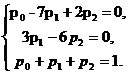 p₀-7p₁+2p₂=0,
3p₁-6p₂=0,
p₀+p₁+p₂=1.